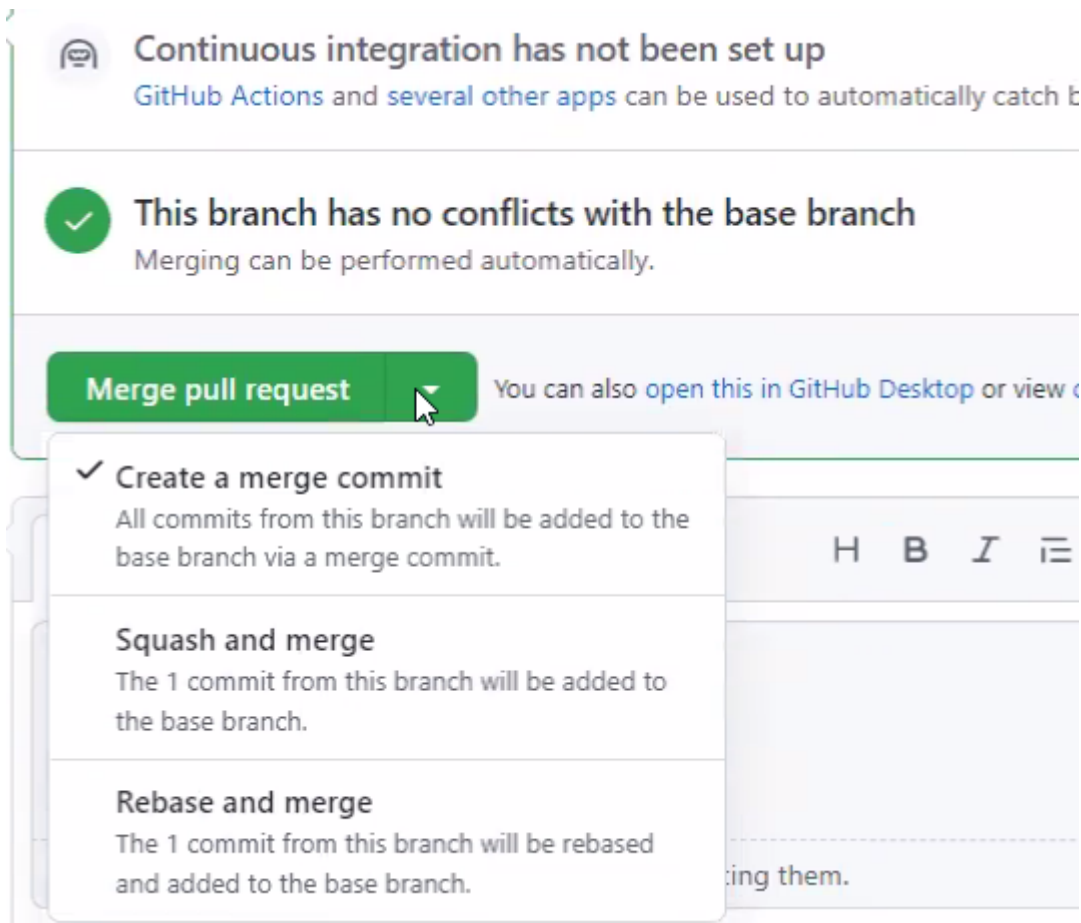 Continuous integration has not been set up
GitHub Actions and several other apps can be used to automatically catch
This branch has no conflicts with the base branch
Merging can be performed automatically.
Merge pull request
You can also open this in GitHub Desktop or view
Create a merge commit
All commits from this branch will be added to the
base branch via a merge commit.
H B I
Squash and merge
The 1 commit from this branch will be added to
the base branch.
Rebase and merge
The 1 commit from this branch will be rebased
and added to the base branch.
ing them.